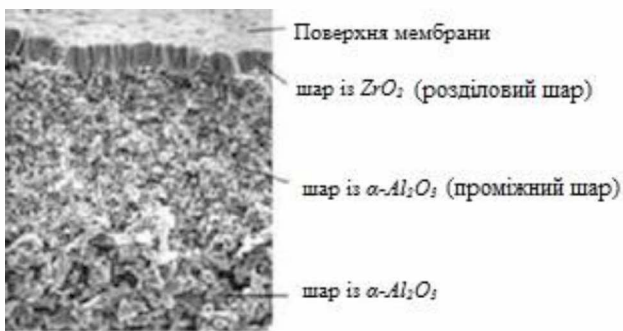 Поверхня мембрани
шар із ZrO₂ (розділовий шар)
шар із α-Al₂O₃ (проміжний шар)
шар із α-Al₂O₃